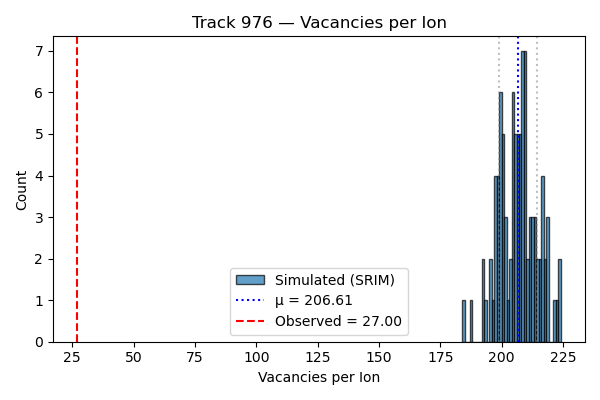 Track 976 — Vacancies per Ion
Count
7
6
5
4
3
2
1
0
Simulated (SRIM)
μ = 206.61
Observed = 27.00
25 50 75 100 125 150 175 200 225
Vacancies per Ion